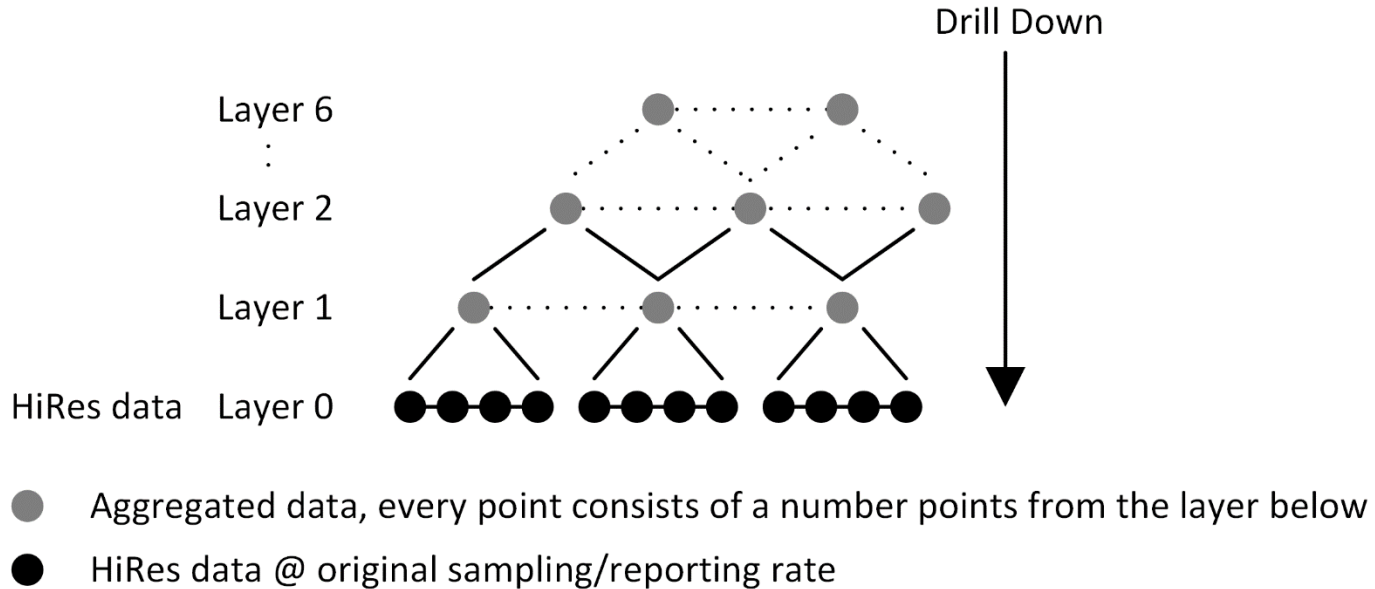 Drill Down
Layer 6
:
Layer 2
Layer 1
HiRes data Layer 0
Aggregated data, every point consists of a number points from the layer below
HiRes data @ original sampling/reporting rate